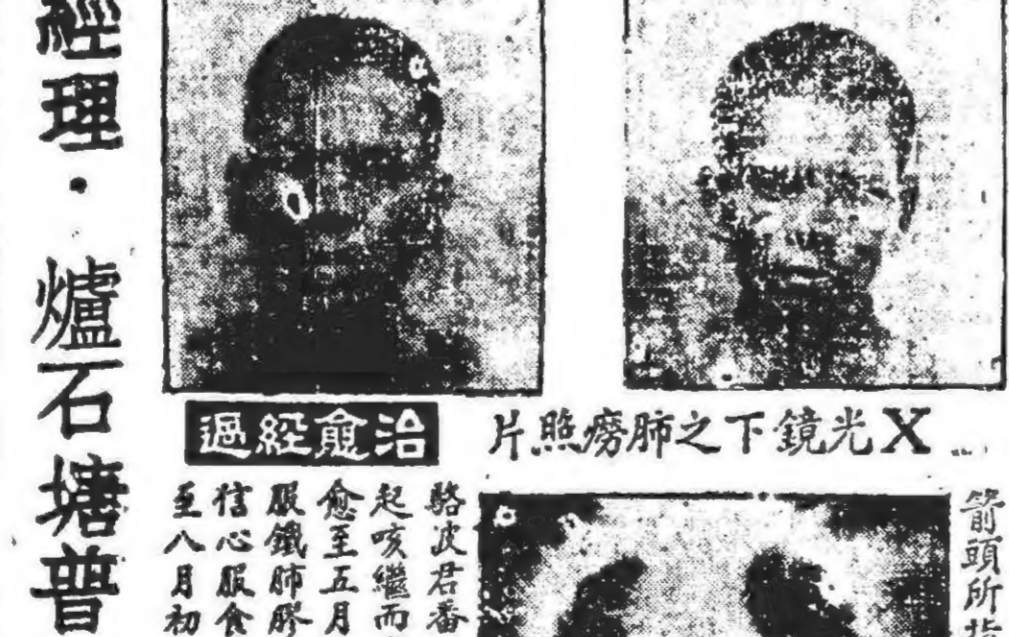 經理・爐石塘普
治愈經過
X光鏡下之肺癆照片
箭頭所指
駱波君番
起咳繼而
愈至五月
服鐵肺膠
信心服食
至八月初